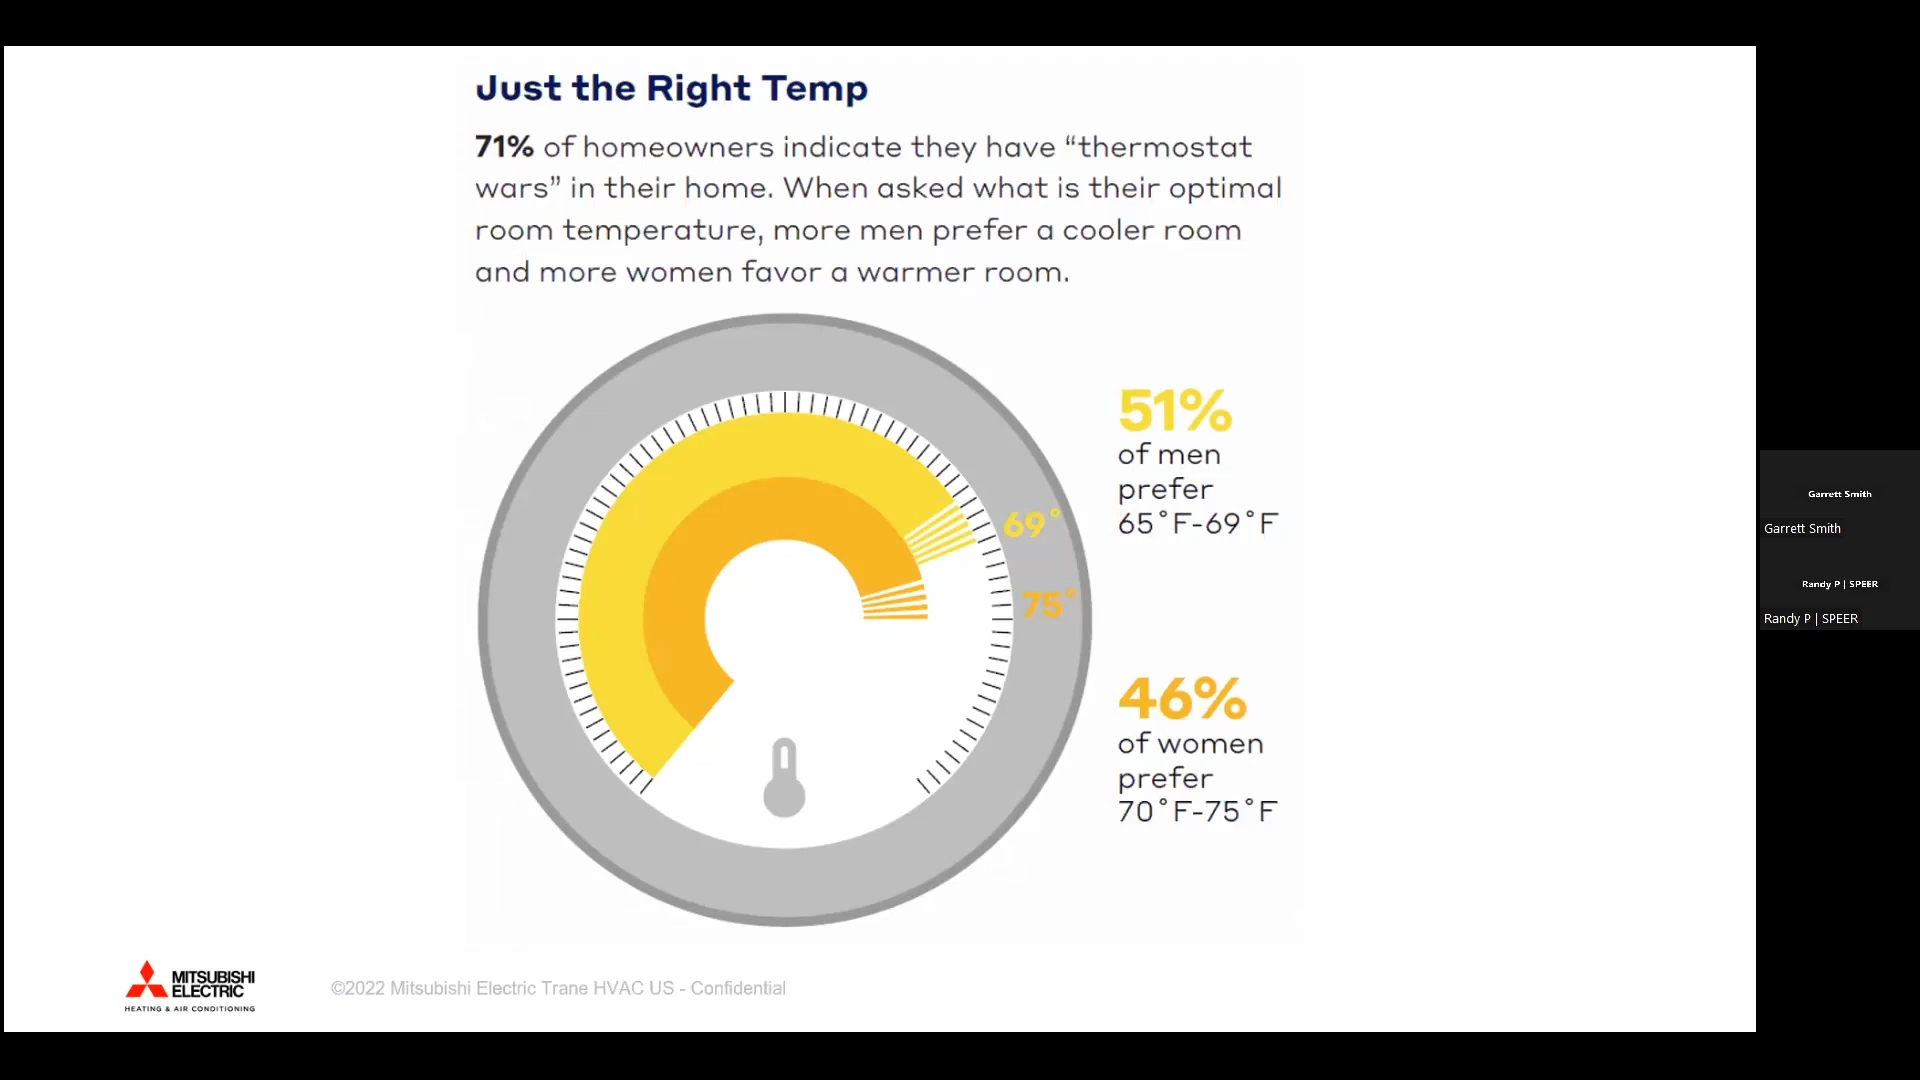 Just the Right Temp
71% of homeowners indicate they have “thermostat
wars” in their home. When asked what is their optimal
room temperature, more men prefer a cooler room
and more women favor a warmer room.
69°
75°
51%
of men
prefer
65°F-69°F
46%
of women
prefer
70°F-75°F
MITSUBISHI
ELECTRIC
HEATING & AIR CONDITIONING
©2022 Mitsubishi Electric Trane HVAC US - Confidential
Garrett Smith
Garrett Smith
Randy P | SPEER
Randy P | SPEER